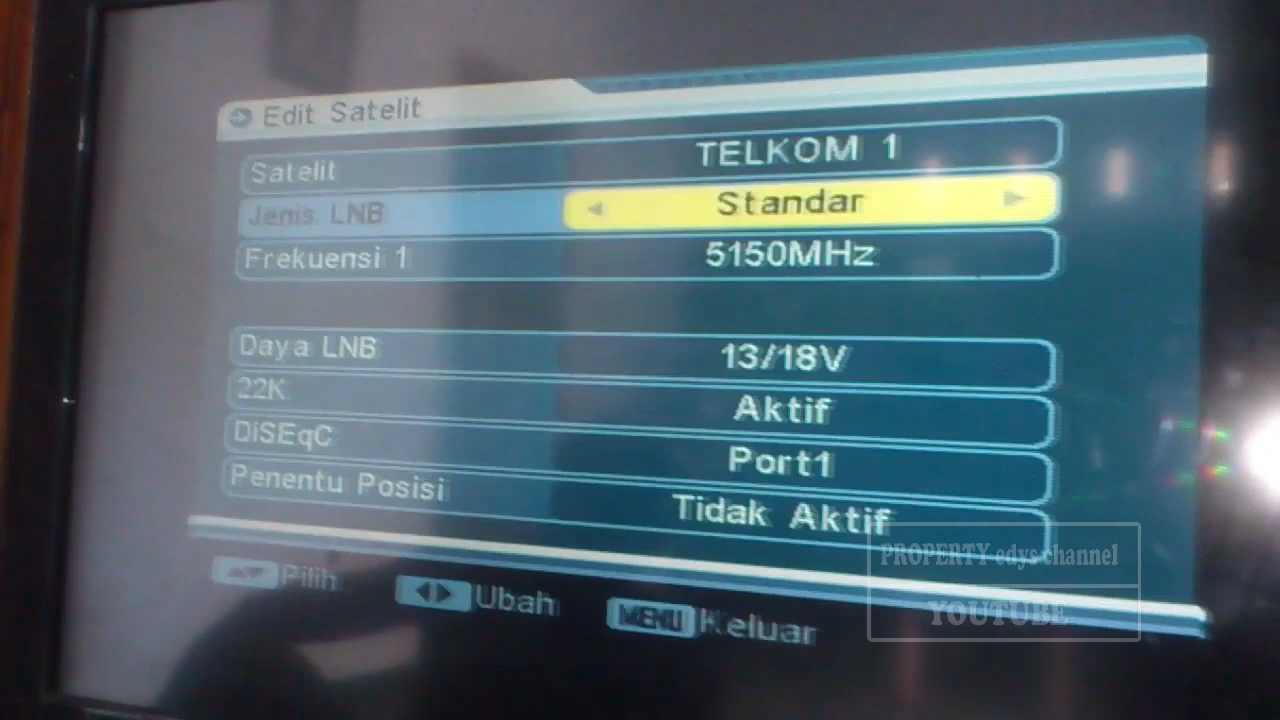 Edit Satelit
Satelit TELKOM 1
Jenis LNB Standar
Frekuensi 1 5150MHz
Daya LNB 13/18V
22K Aktif
DiSEqC Port1
Penentu Posisi Tidak Aktif
Pilih Ubah MENU Keluar
PROPERTY edys channel
YOUTUBE